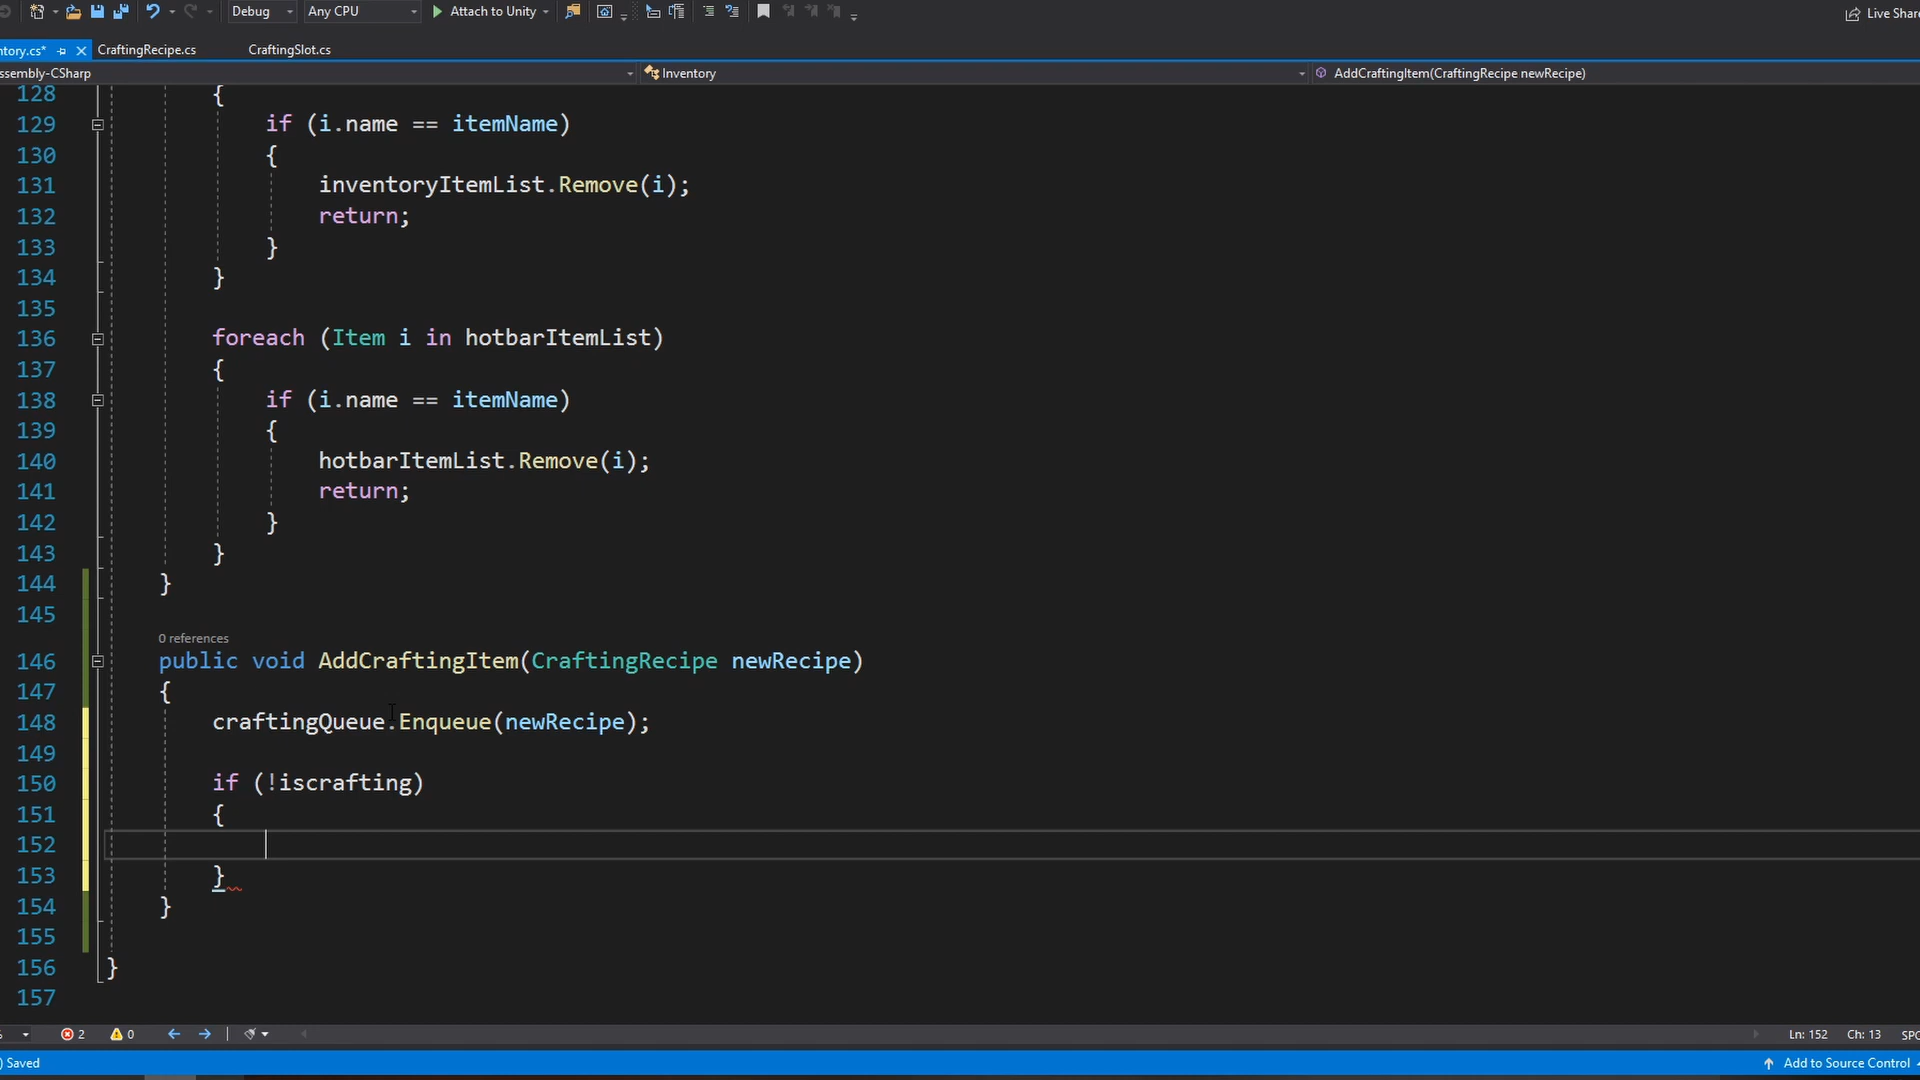 Debug Any CPU Attach to Unity Live Share
ntory.cs* CraftingRecipe.cs CraftingSlot.cs
ssembly-CSharp Inventory AddCraftingItem(CraftingRecipe newRecipe)
128 {
129 if (i.name == itemName)
130 {
131 inventoryItemList.Remove(i);
132 return;
133 }
134 }
135
136 foreach (Item i in hotbarItemList)
137 {
138 if (i.name == itemName)
139 {
140 hotbarItemList.Remove(i);
141 return;
142 }
143 }
144 }
145
0 references
146 public void AddCraftingItem(CraftingRecipe newRecipe)
147 {
148 craftingQueue.Enqueue(newRecipe);
149
150 if (!iscrafting)
151 {
152
153 }
154 }
155
156 }
157
2 0 Ln: 152 Ch: 13 SPC
Saved Add to Source Control